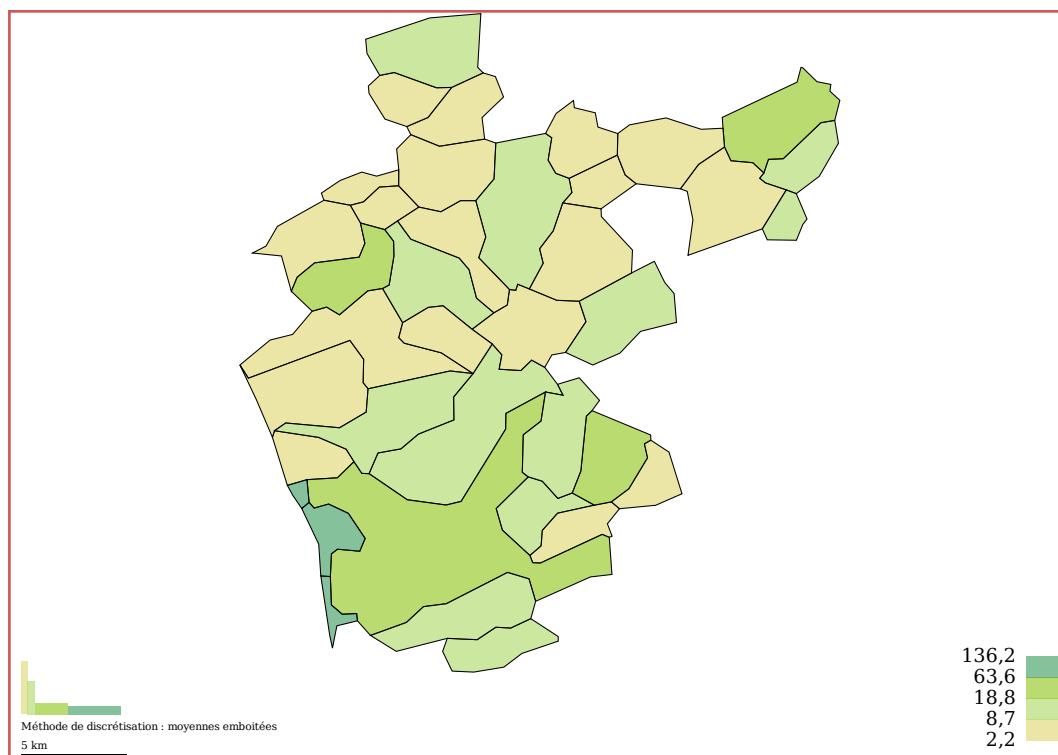 136,2
63,6
18,8
8,7
2,2
Méthode de discrétisation : moyennes emboitées
5 km